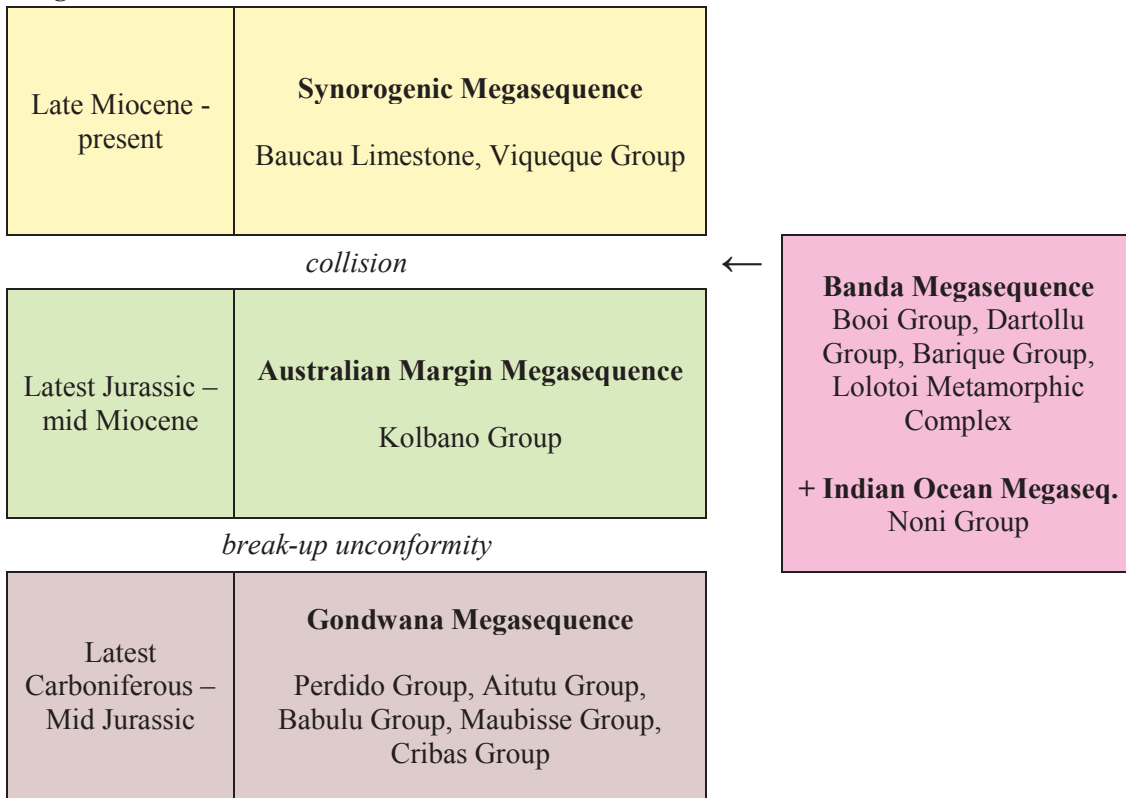 Late Miocene -
present
Synorogenic Megasequence
Baucau Limestone, Viqueque Group
collision
←
Banda Megasequence
Booi Group, Dartollu
Group, Barique Group,
Lolotoi Metamorphic
Complex
+ Indian Ocean Megaseq.
Noni Group
Latest Jurassic –
mid Miocene
Australian Margin Megasequence
Kolbano Group
break-up unconformity
Latest
Carboniferous –
Mid Jurassic
Gondwana Megasequence
Perdido Group, Aitutu Group,
Babulu Group, Maubisse Group,
Cribas Group